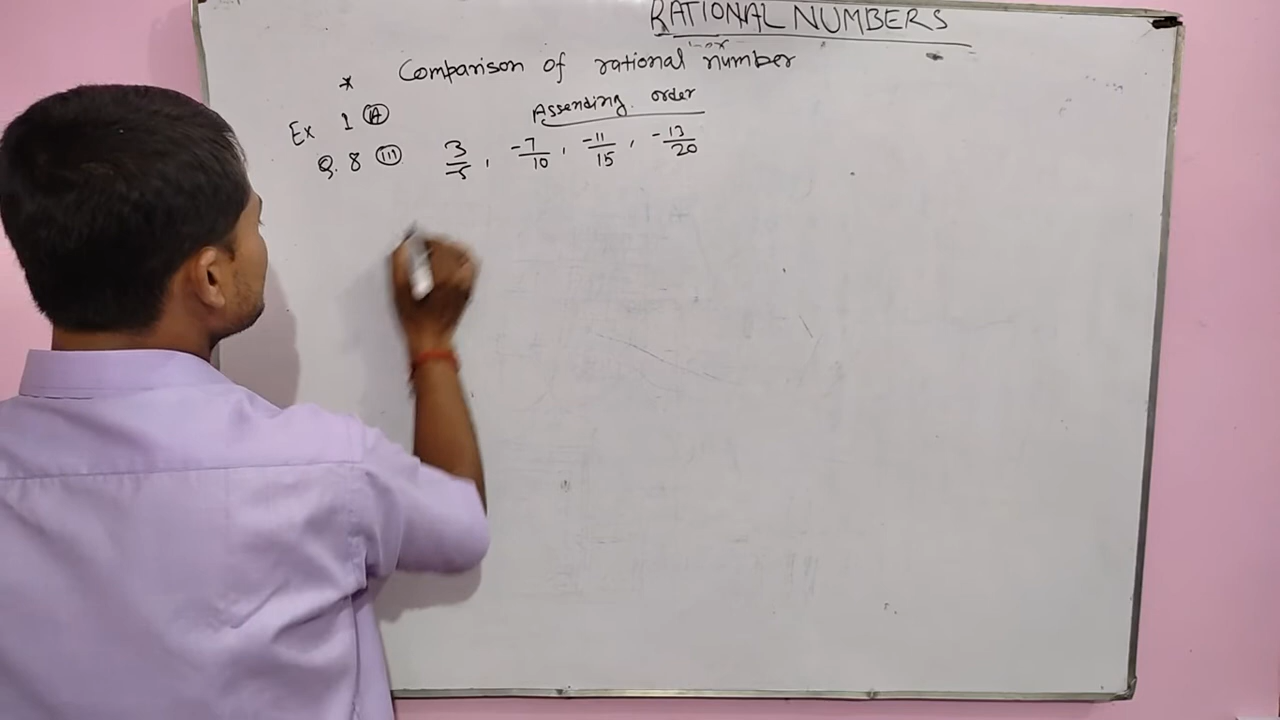 RATIONAL NUMBERS
* Comparison of rational number
Ex 1 (A) Assending order
Q. 8 (iii) 3/-5, -7/10, -11/15, -13/20